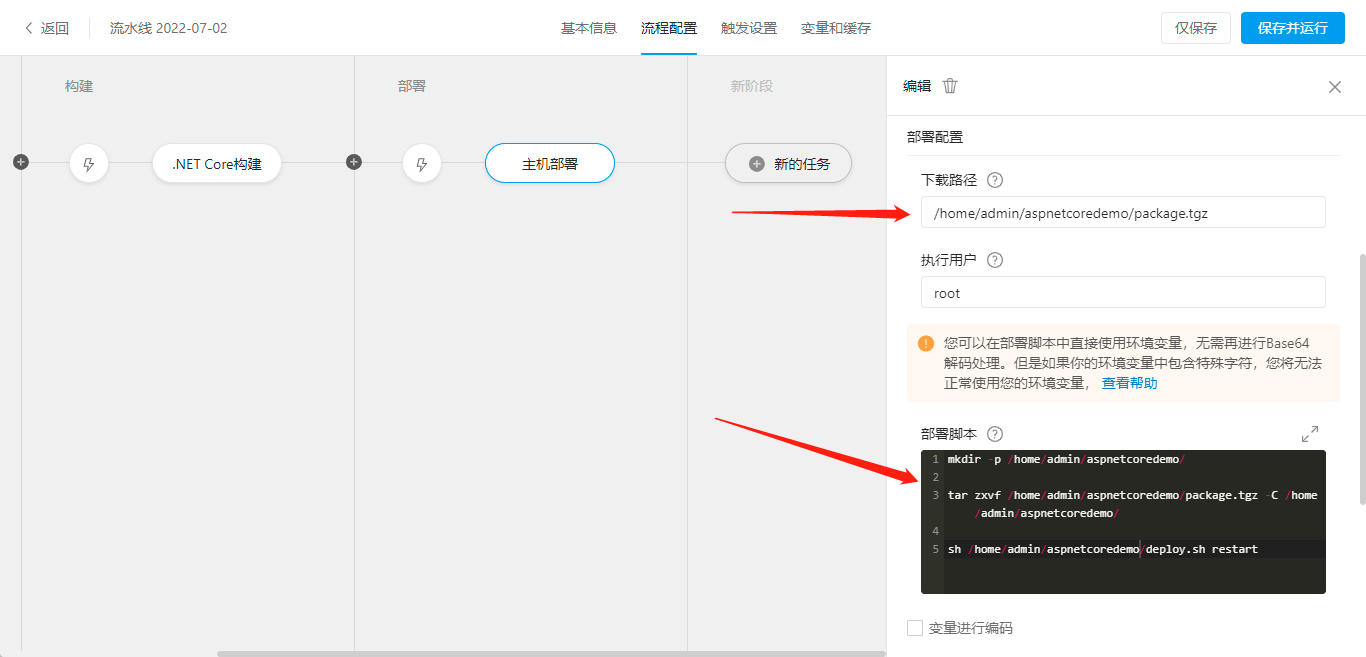 返回
流水线 2022-07-02
基本信息
流程配置
触发设置
变量和缓存
仅保存
保存并运行
构建
部署
新阶段
.NET Core构建
主机部署
新的任务
编辑
部署配置
下载路径
/home/admin/aspnetcoredemo/package.tgz
执行用户
root
您可以在部署脚本中直接使用环境变量，无需再进行Base64
解码处理。但是如果你的环境变量中包含特殊字符，您将无法
正常使用您的环境变量， 查看帮助
部署脚本
1 mkdir -p /home/admin/aspnetcoredemo/
2
3 tar zxvf /home/admin/aspnetcoredemo/package.tgz -C /home
/admin/aspnetcoredemo/
4
5 sh /home/admin/aspnetcoredemo/deploy.sh restart
变量进行编码